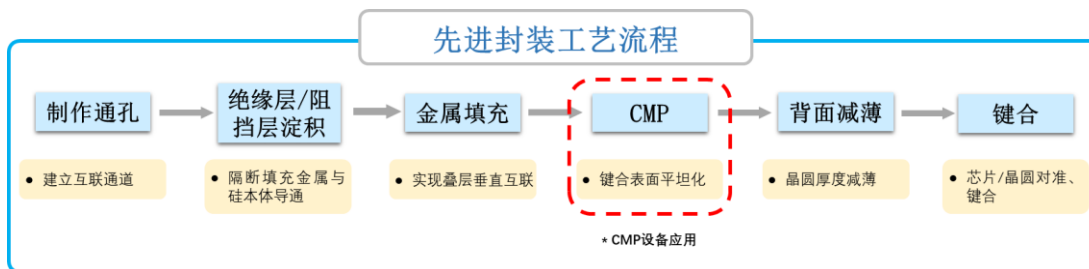 先进封装工艺流程
制作通孔
绝缘层/阻
挡层淀积
金属填充
CMP
背面减薄
键合
• 建立互联通道
• 隔断填充金属与
硅本体导通
• 实现叠层垂直互联
• 键合表面平坦化
• 晶圆厚度减薄
• 芯片/晶圆对准、
键合
* CMP设备应用